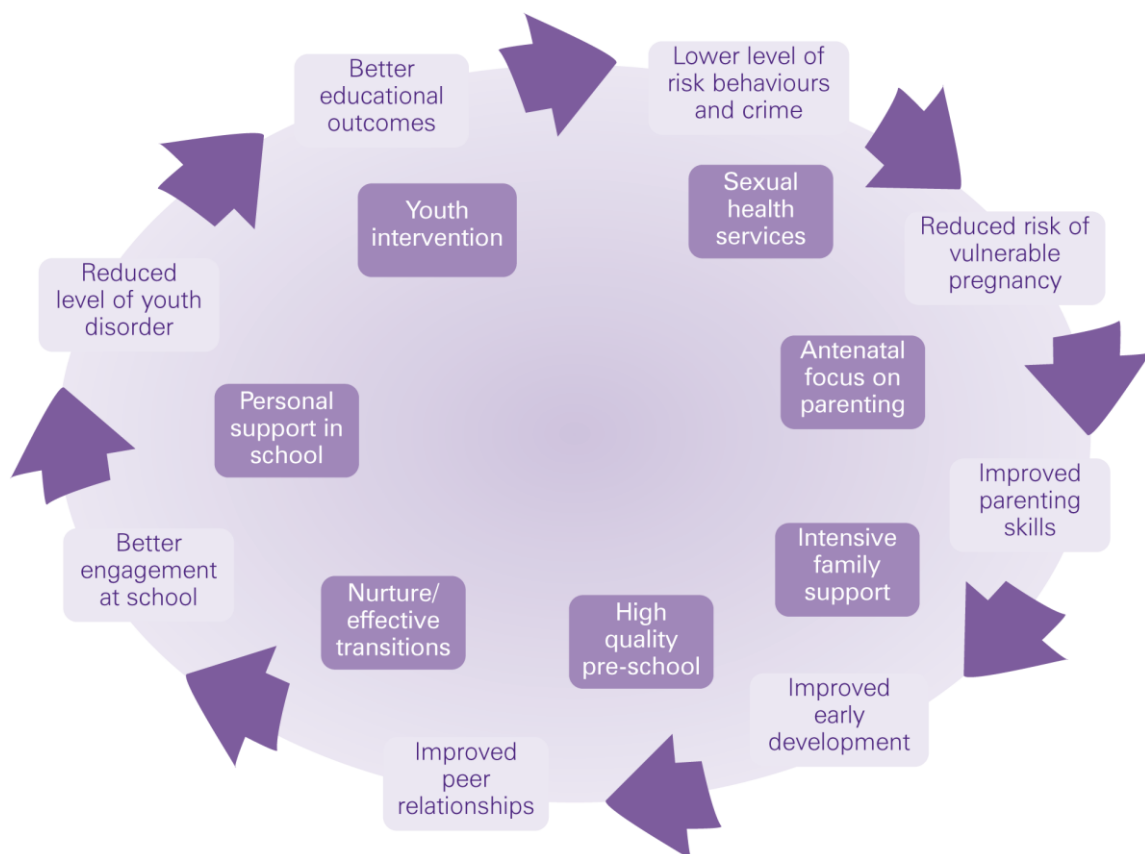 Better
educational
outcomes
Lower level of
risk behaviours
and crime
Youth
intervention
Sexual
health
services
Reduced risk of
vulnerable
pregnancy
Reduced
level of youth
disorder
Antenatal
focus on
parenting
Personal
support in
school
Improved
parenting
skills
Better
engagement
at school
Intensive
family
support
Nurture/
effective
transitions
High
quality
pre-school
Improved
early
development
Improved
peer
relationships